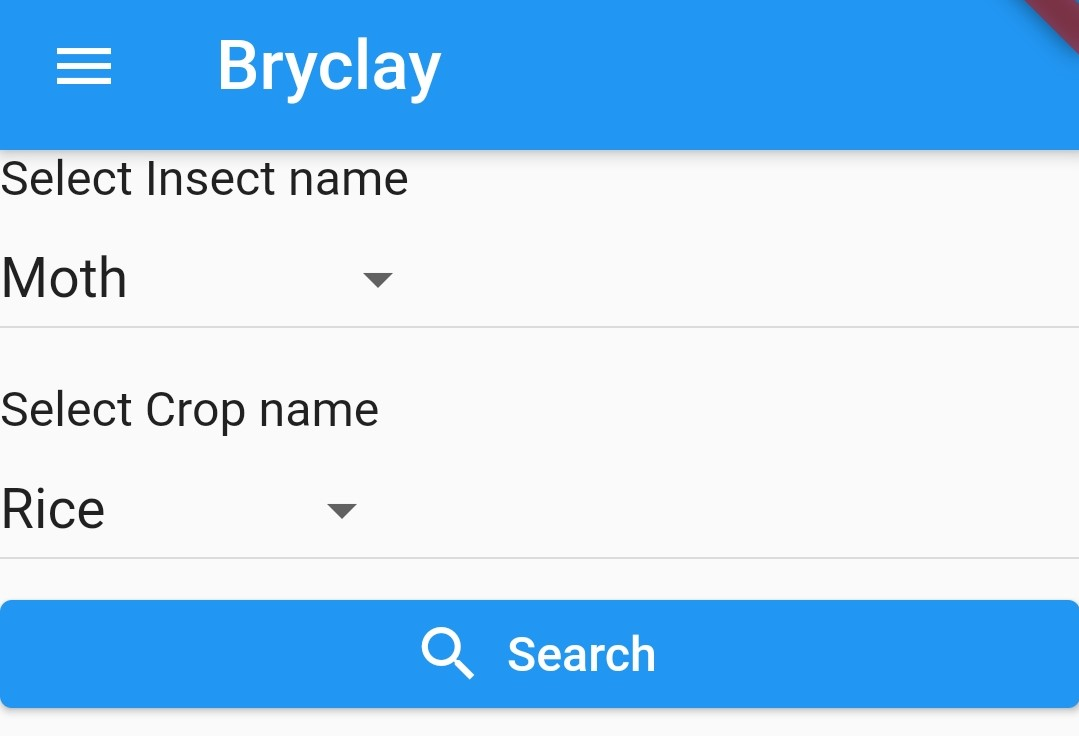 Bryclay
Select Insect name
Moth
Select Crop name
Rice
Search